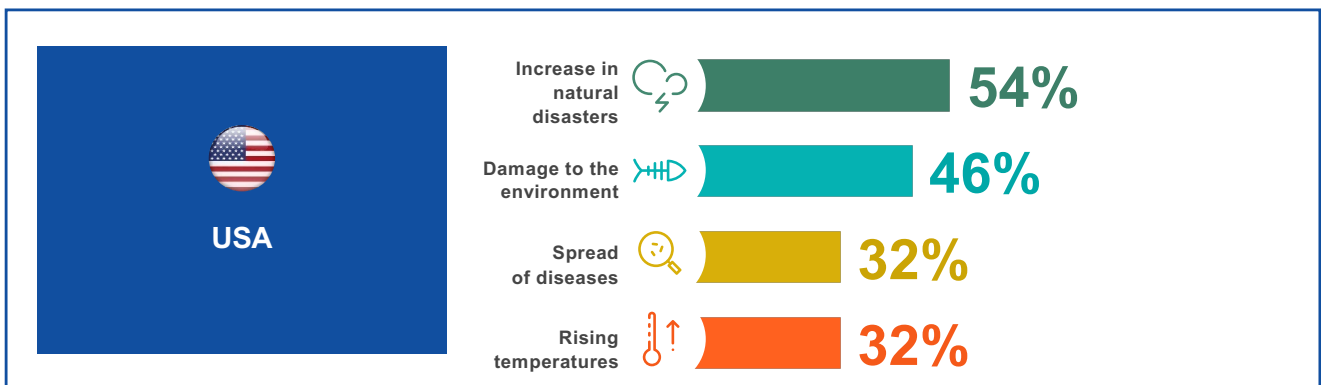 USA
Increase in
natural
disasters
54%
Damage to the
environment
46%
Spread
of diseases
32%
Rising
temperatures
32%